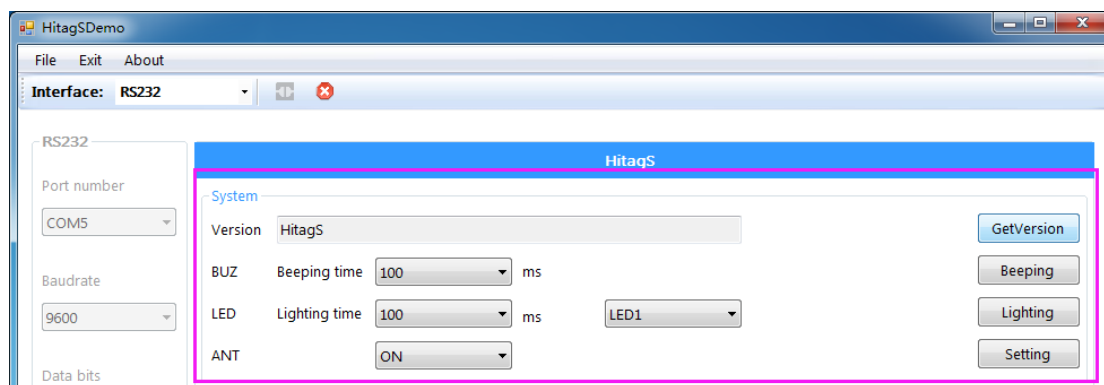 HitagSDemo
File Exit About
Interface: RS232
RS232
HitagS
Port number
System
COM5
Version HitagS GetVersion
BUZ Beeping time 100 ms Beeping
Baudrate
9600
LED Lighting time 100 ms LED1 Lighting
ANT ON Setting
Data bits